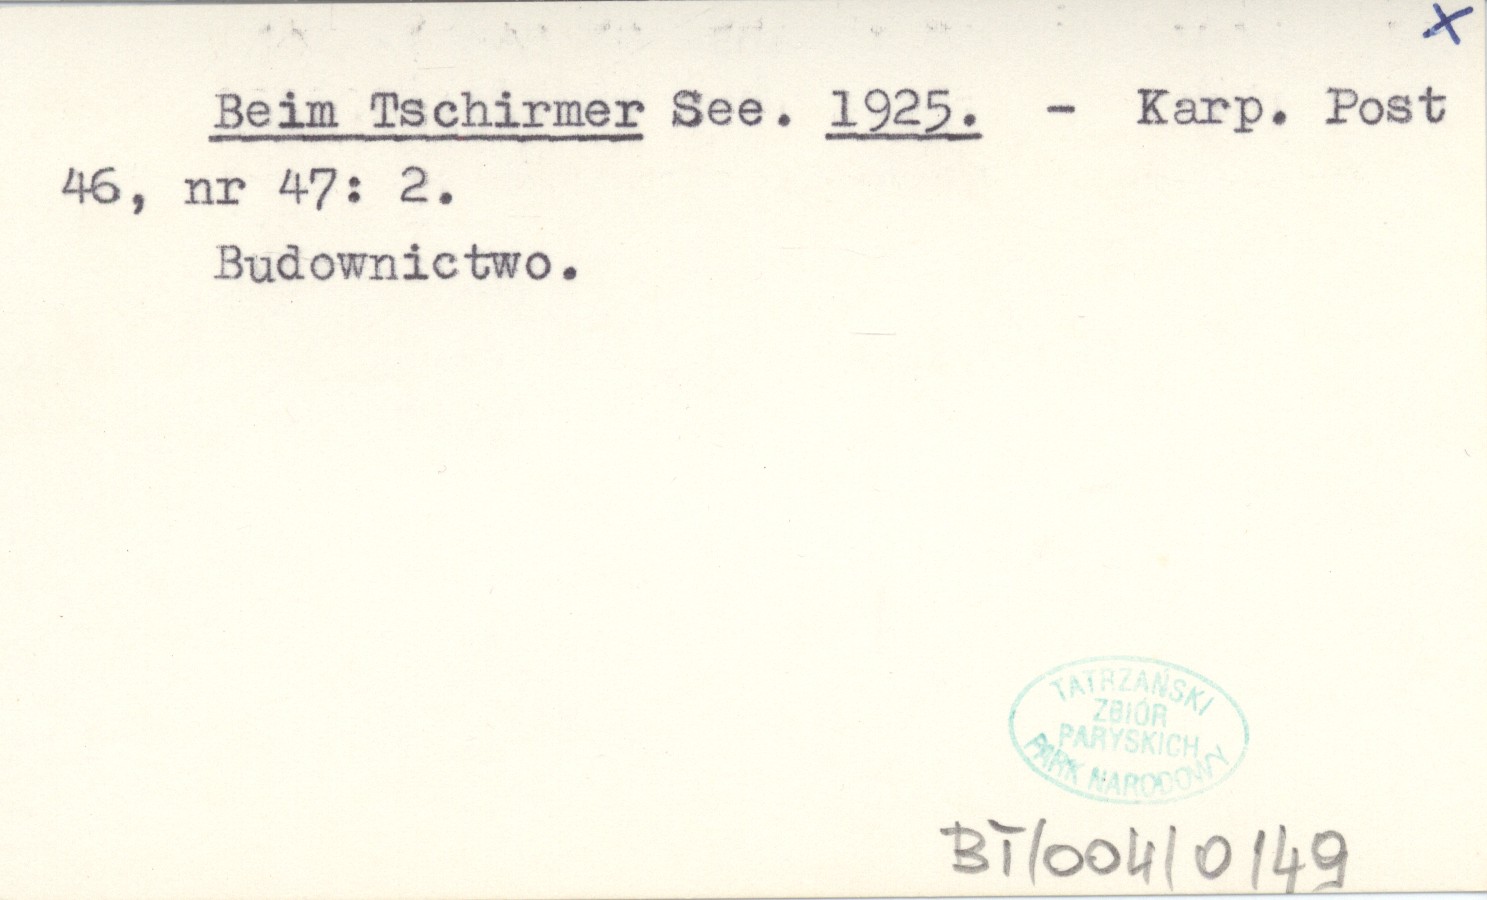 x
Beim Tschirmer See. 1925. - Karp. Post
46, nr 47: 2.
Budownictwo.
TATRZAŃSKI
ZBIÓR
PARYSKICH
PARK NARODOWY
BT/004/0149